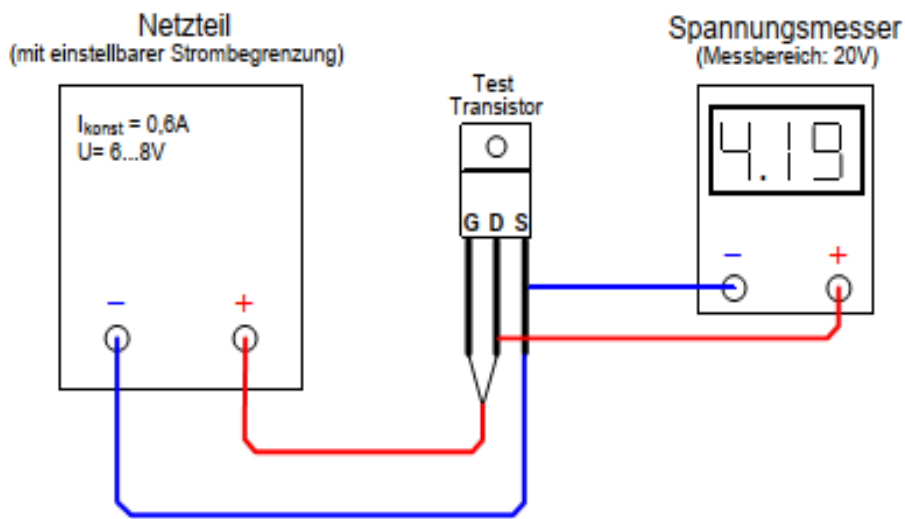 Netzteil
(mit einstellbarer Strombegrenzung)
Ikonst = 0,6A
U= 6...8V
−
+
Test
Transistor
G D S
Spannungsmesser
(Messbereich: 20V)
4.19
−
+